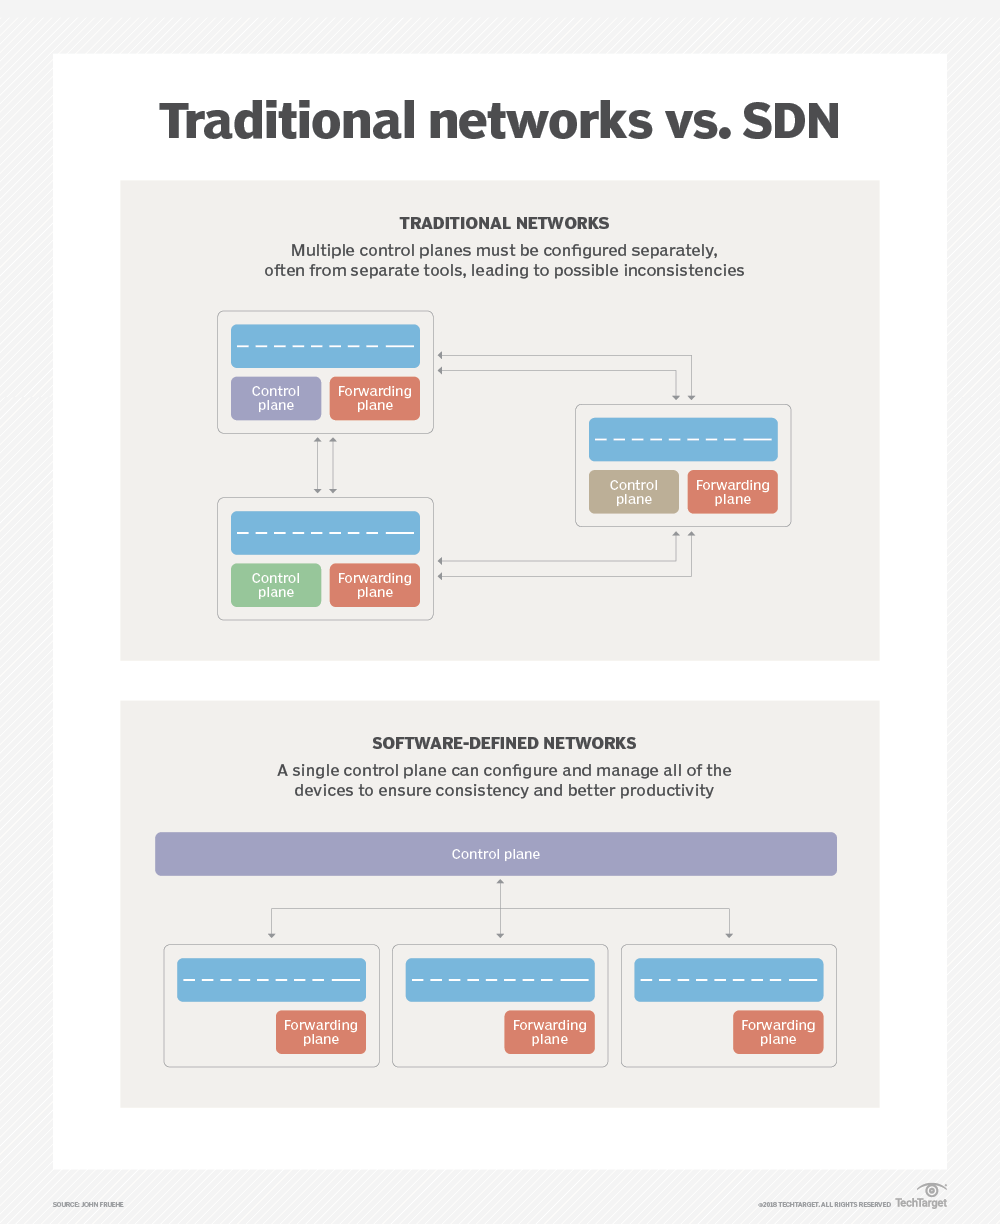 Traditional networks vs. SDN
TRADITIONAL NETWORKS
Multiple control planes must be configured separately,
often from separate tools, leading to possible inconsistencies
Control
plane
Forwarding
plane
Control
plane
Forwarding
plane
Control
plane
Forwarding
plane
SOFTWARE-DEFINED NETWORKS
A single control plane can configure and manage all of the
devices to ensure consistency and better productivity
Control plane
Forwarding
plane
Forwarding
plane
Forwarding
plane
SOURCE: JOHN FRUEHE
©2018 TECHTARGET. ALL RIGHTS RESERVED
TechTarget